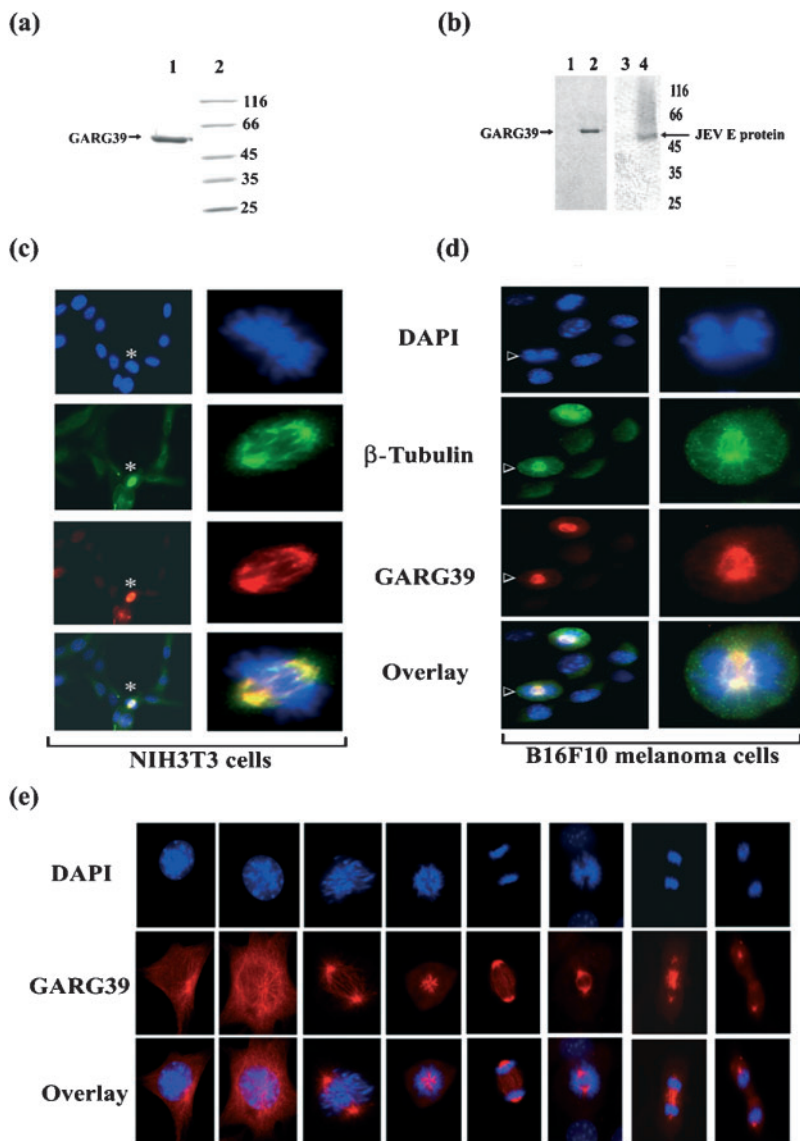 (a)
1 2
GARG39
116
66
45
35
25
(b)
1 2 3 4
GARG39
116
66
JEV E protein
45
35
25
(c)
*
*
*
*
NIH3T3 cells
(d)
DAPI
β-Tubulin
GARG39
Overlay
B16F10 melanoma cells
(e)
DAPI
GARG39
Overlay